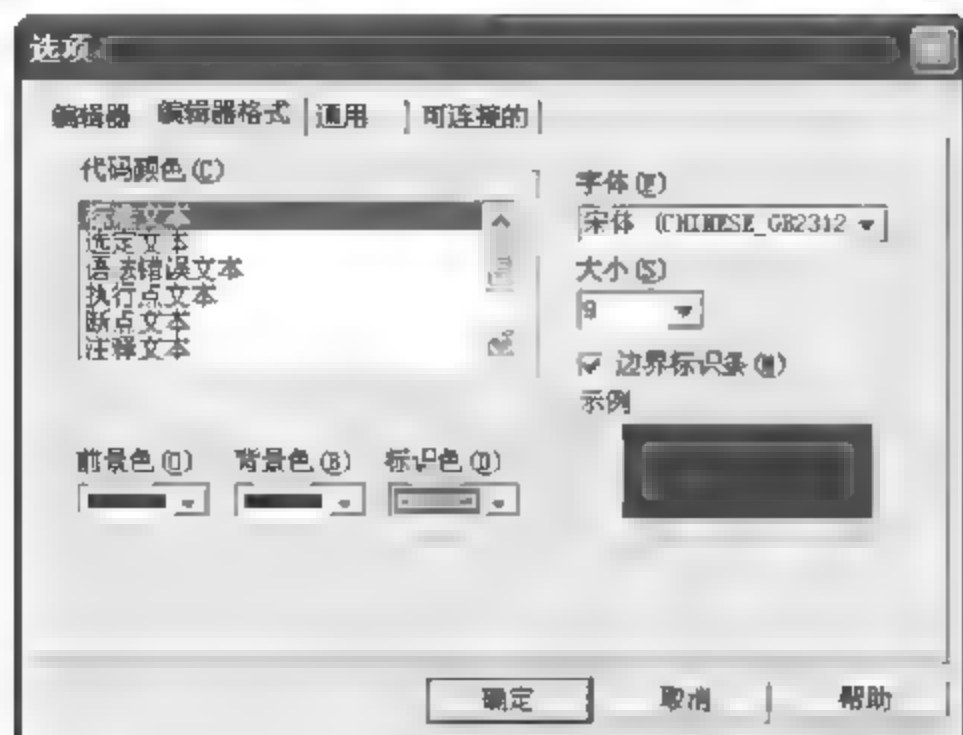 选项
编辑器 编辑器格式 通用 可连接的
代码颜色(C)
标准文本
选定文本
语法错误文本
执行点文本
断点文本
注释文本
字体(F)
宋体 (CHINESE_GB2312
大小(S)
9
边界标识条(M)
示例
前景色 背景色(B) 标识色
确定 取消 帮助